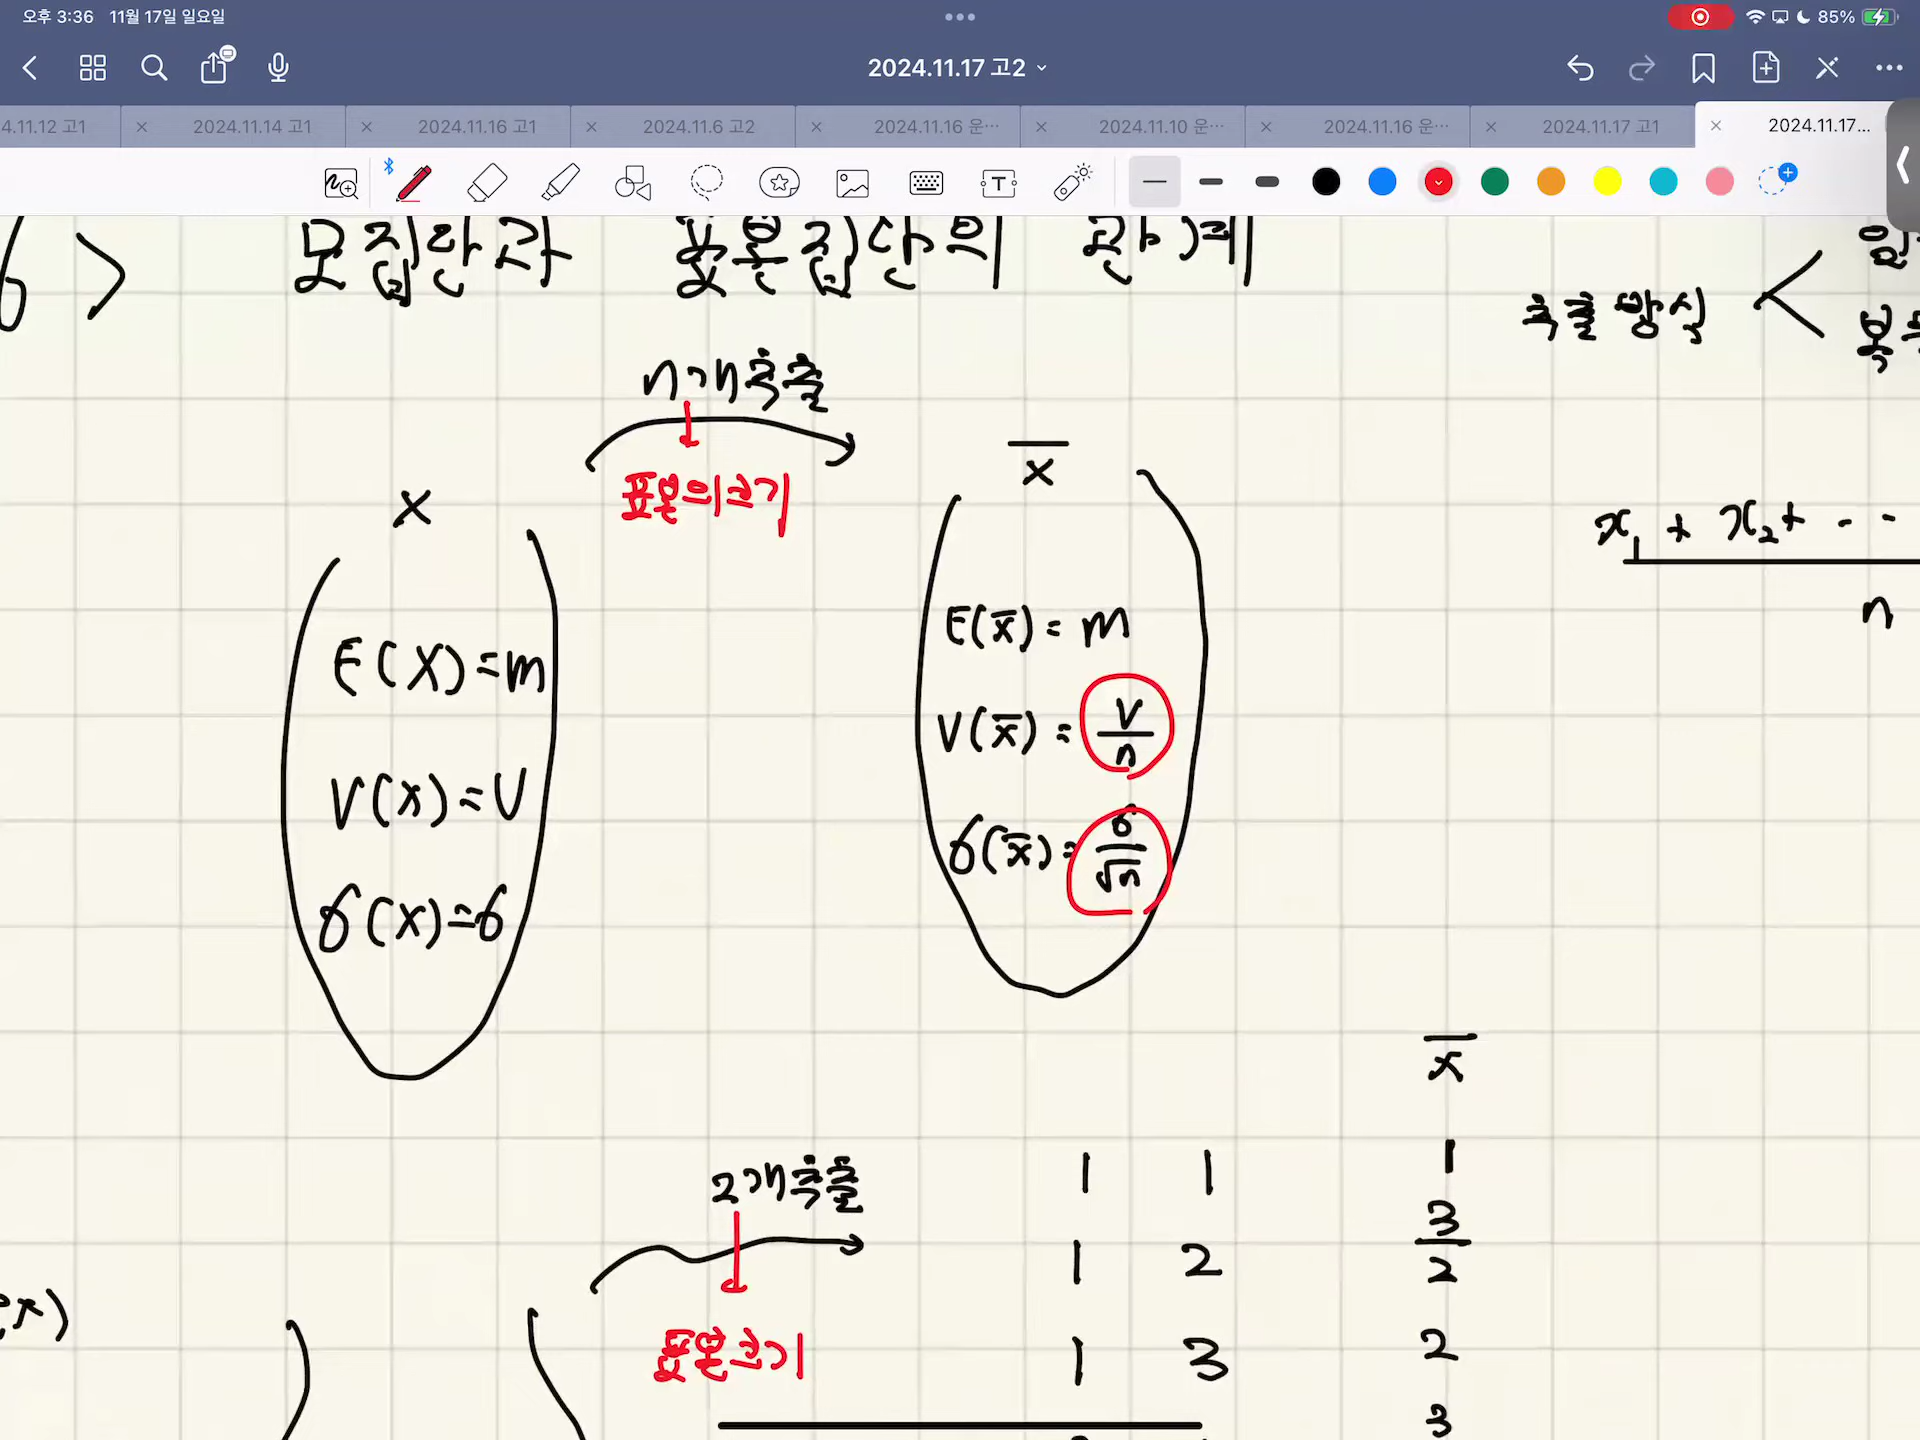 오후 3:36 11월 17일 일요일
85%
2024.11.17 고2
4.11.12 고1
2024.11.14 고1
2024.11.16 고1
2024.11.6 고2
2024.11.16 운…
2024.11.10 운…
2024.11.16 운…
2024.11.17 고1
2024.11.17...
6 > 모집단과 표본집단의 관계
추출 방식 <
n개추출
표본의크기
X
E(X)=m
V(X)=V
σ(X)=σ
X̄
E(X̄)=m
V(X̄)=V/n
σ(X̄)=σ/√n
x₁ + x₂ + ‥
n
2개추출
표본크기
X̄
1 1 1
1 2 3/2
1 3 2
3